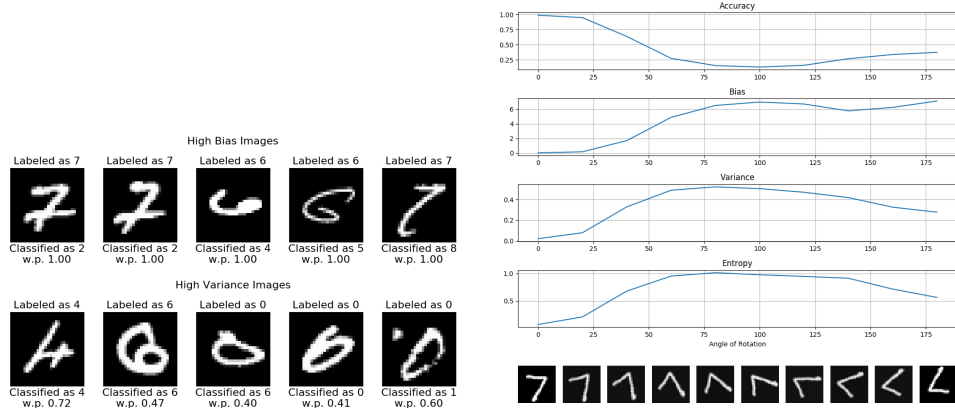 High Bias Images
Labeled as 7 Labeled as 7 Labeled as 6 Labeled as 6 Labeled as 7
Classified as 2 Classified as 2 Classified as 4 Classified as 5 Classified as 8
w.p. 1.00 w.p. 1.00 w.p. 1.00 w.p. 1.00 w.p. 1.00
High Variance Images
Labeled as 4 Labeled as 6 Labeled as 0 Labeled as 0 Labeled as 0
Classified as 4 Classified as 6 Classified as 6 Classified as 6 Classified as 1
w.p. 0.72 w.p. 0.47 w.p. 0.40 w.p. 0.41 w.p. 0.60
Accuracy
1.00
0.75
0.50
0.25
0 25 50 75 100 125 150 175
Bias
6
4
2
0
0 25 50 75 100 125 150 175
Variance
0.4
0.2
0.0
0 25 50 75 100 125 150 175
Entropy
1.0
0.5
0 25 50 75 100 125 150 175
Angle of Rotation